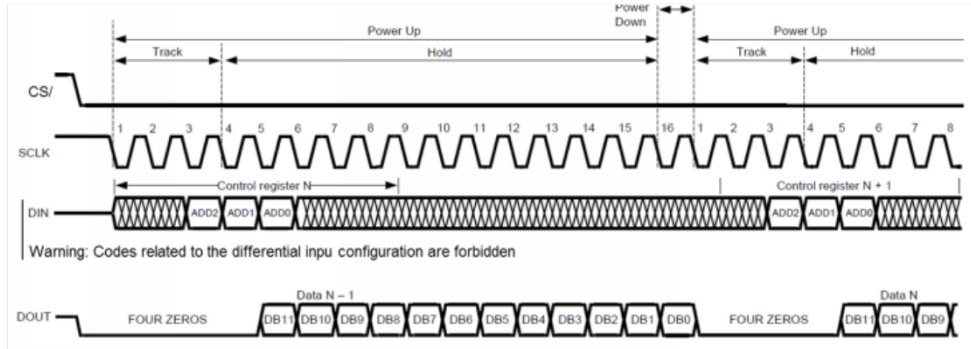 Power
Down
Power Up
Power Up
Track
Hold
Track
Hold
CS/
1 2 3 4 5 6 7 8 9 10 11 12 13 14 15 16 1 2 3 4 5 6 7 8
SCLK
Control register N
Control register N + 1
DIN ADD2 ADD1 ADD0 ADD2 ADD1 ADD0
Warning: Codes related to the differential inpu configuration are forbidden
Data N – 1
Data N
DOUT FOUR ZEROS DB11 DB10 DB9 DB8 DB7 DB6 DB5 DB4 DB3 DB2 DB1 DB0 FOUR ZEROS DB11 DB10 DB9